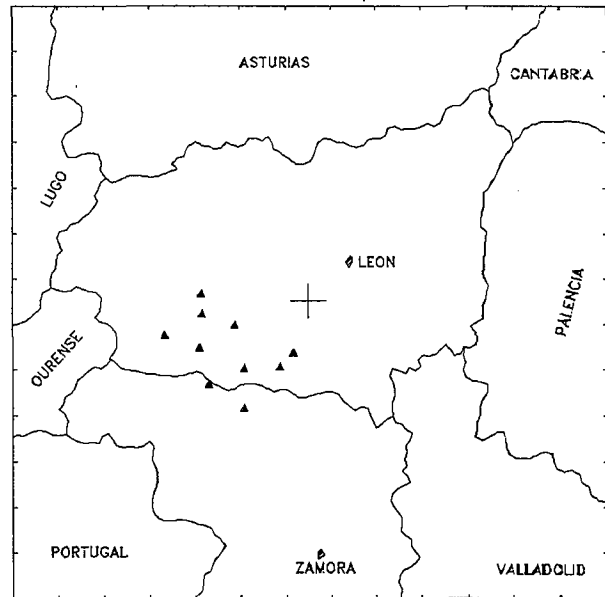 ASTURIAS
CANTABRIA
LUGO
LEON
PALENCIA
OURENSE
PORTUGAL
ZAMORA
VALLADOLID